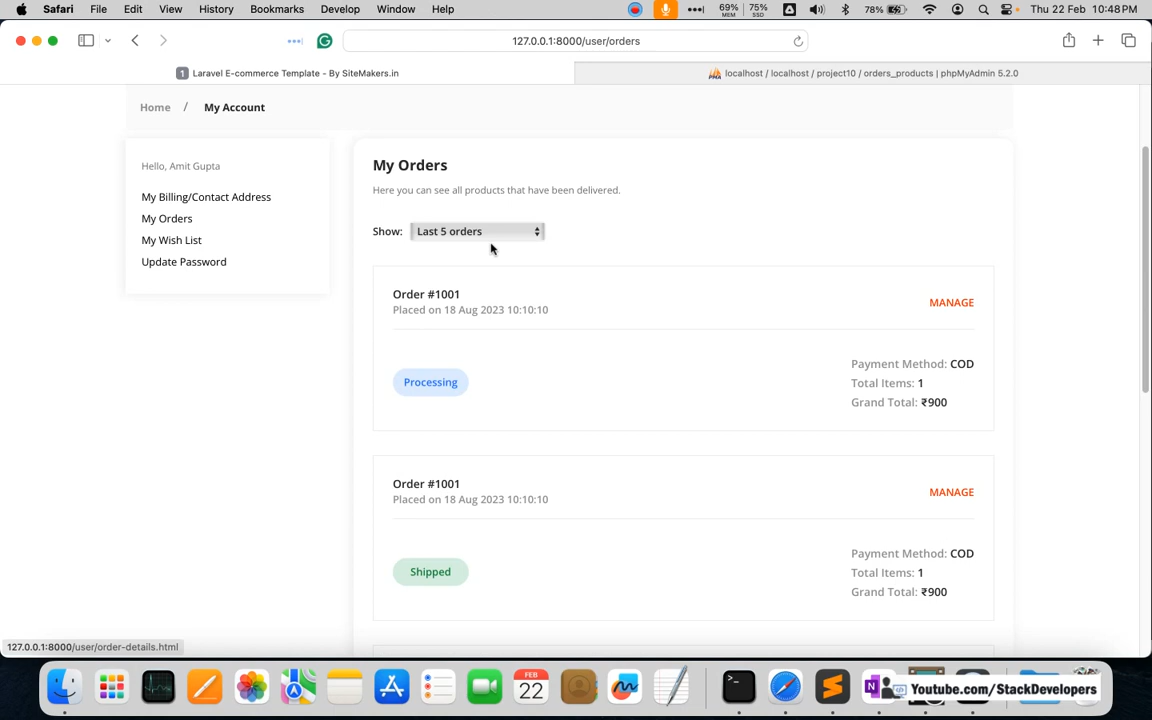 Safari File Edit View History Bookmarks Develop Window Help 69% MEM 75% SSD 78% Thu 22 Feb 10:48 PM
127.0.0.1:8000/user/orders
1 Laravel E-commerce Template - By SiteMakers.in
localhost / localhost / project10 / orders_products | phpMyAdmin 5.2.0
Home / My Account
Hello, Amit Gupta
My Billing/Contact Address
My Orders
My Wish List
Update Password
My Orders
Here you can see all products that have been delivered.
Show: Last 5 orders
Order #1001
Placed on 18 Aug 2023 10:10:10
MANAGE
Processing
Payment Method: COD
Total Items: 1
Grand Total: ₹900
Order #1001
Placed on 18 Aug 2023 10:10:10
MANAGE
Shipped
Payment Method: COD
Total Items: 1
Grand Total: ₹900
127.0.0.1:8000/user/order-details.html
FEB
22
Youtube.com/StackDevelopers